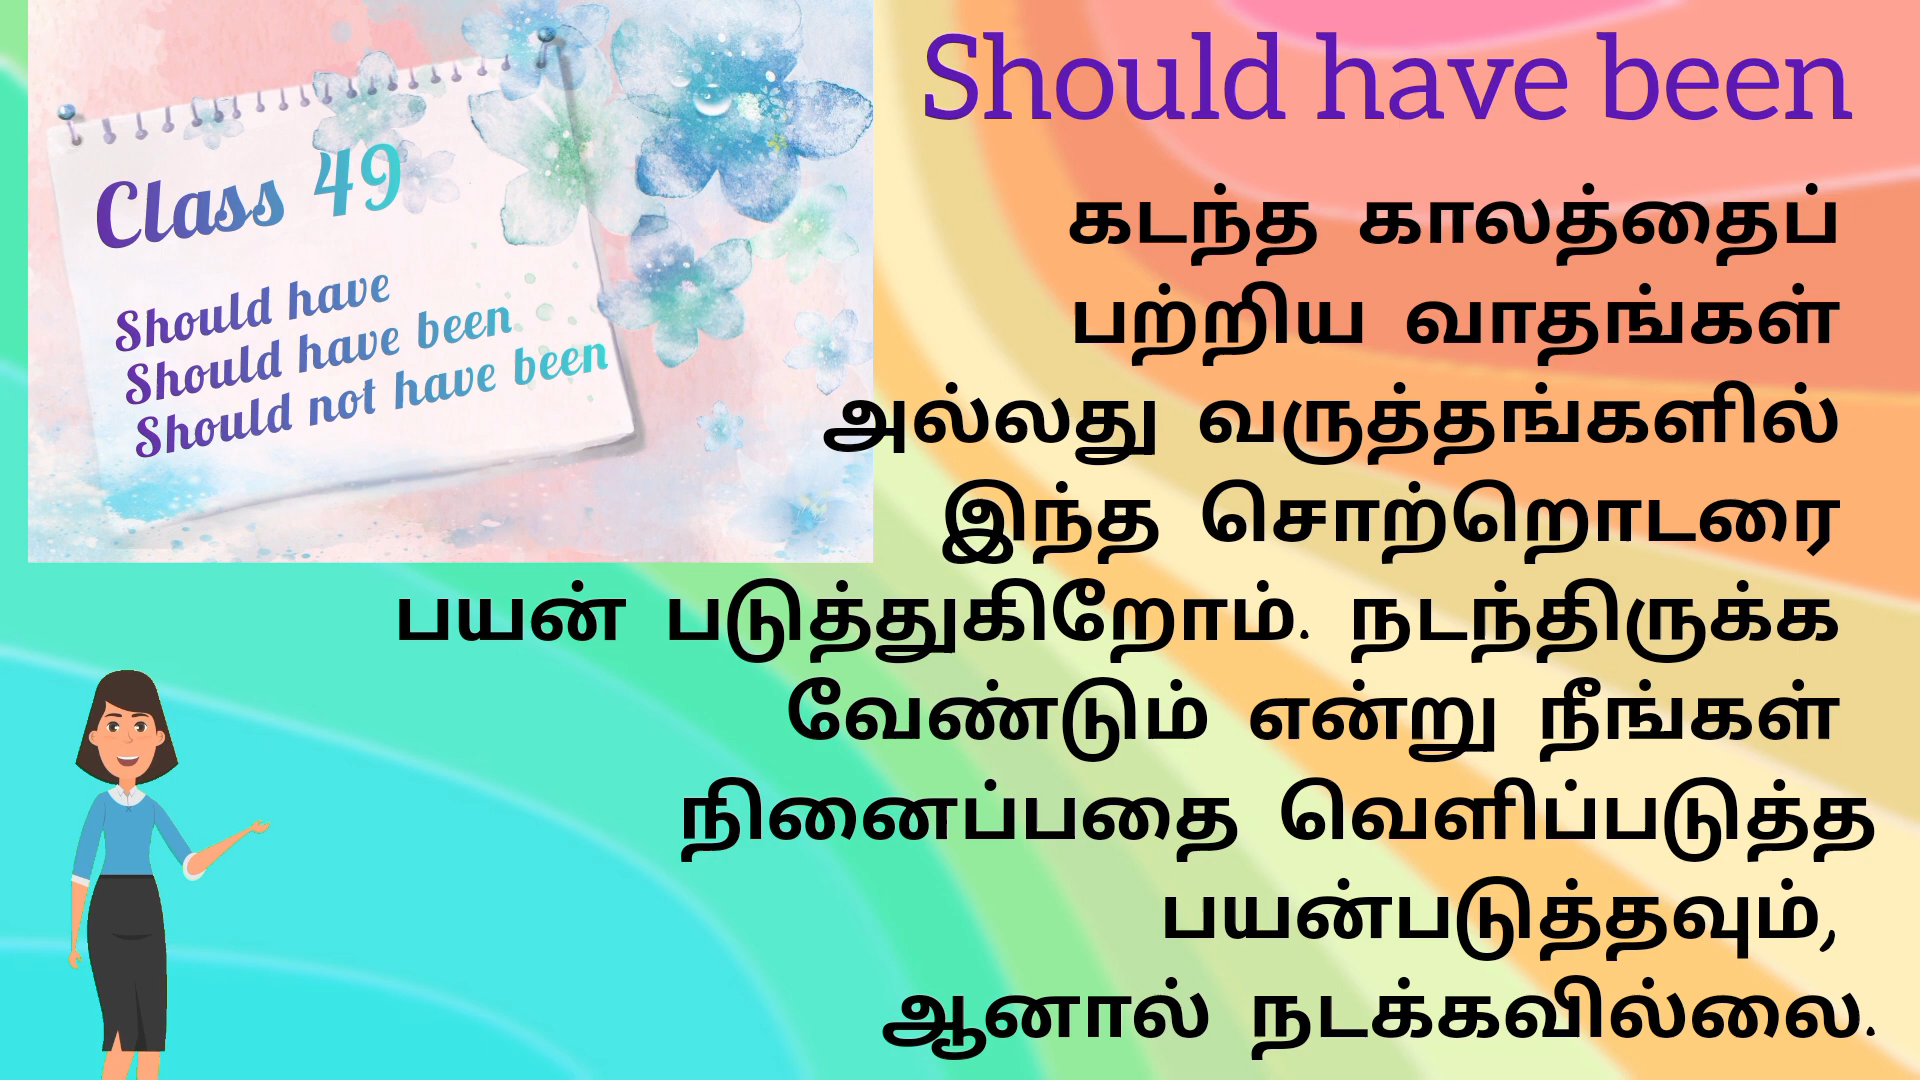 Class 49
Should have
Should have been
Should not have been
Should have been
கடந்த காலத்தைப்
பற்றிய வாதங்கள்
அல்லது வருத்தங்களில்
இந்த சொற்றொடரை
பயன் படுத்துகிறோம். நடந்திருக்க
வேண்டும் என்று நீங்கள்
நினைப்பதை வெளிப்படுத்த
பயன்படுத்தவும்,
ஆனால் நடக்கவில்லை.